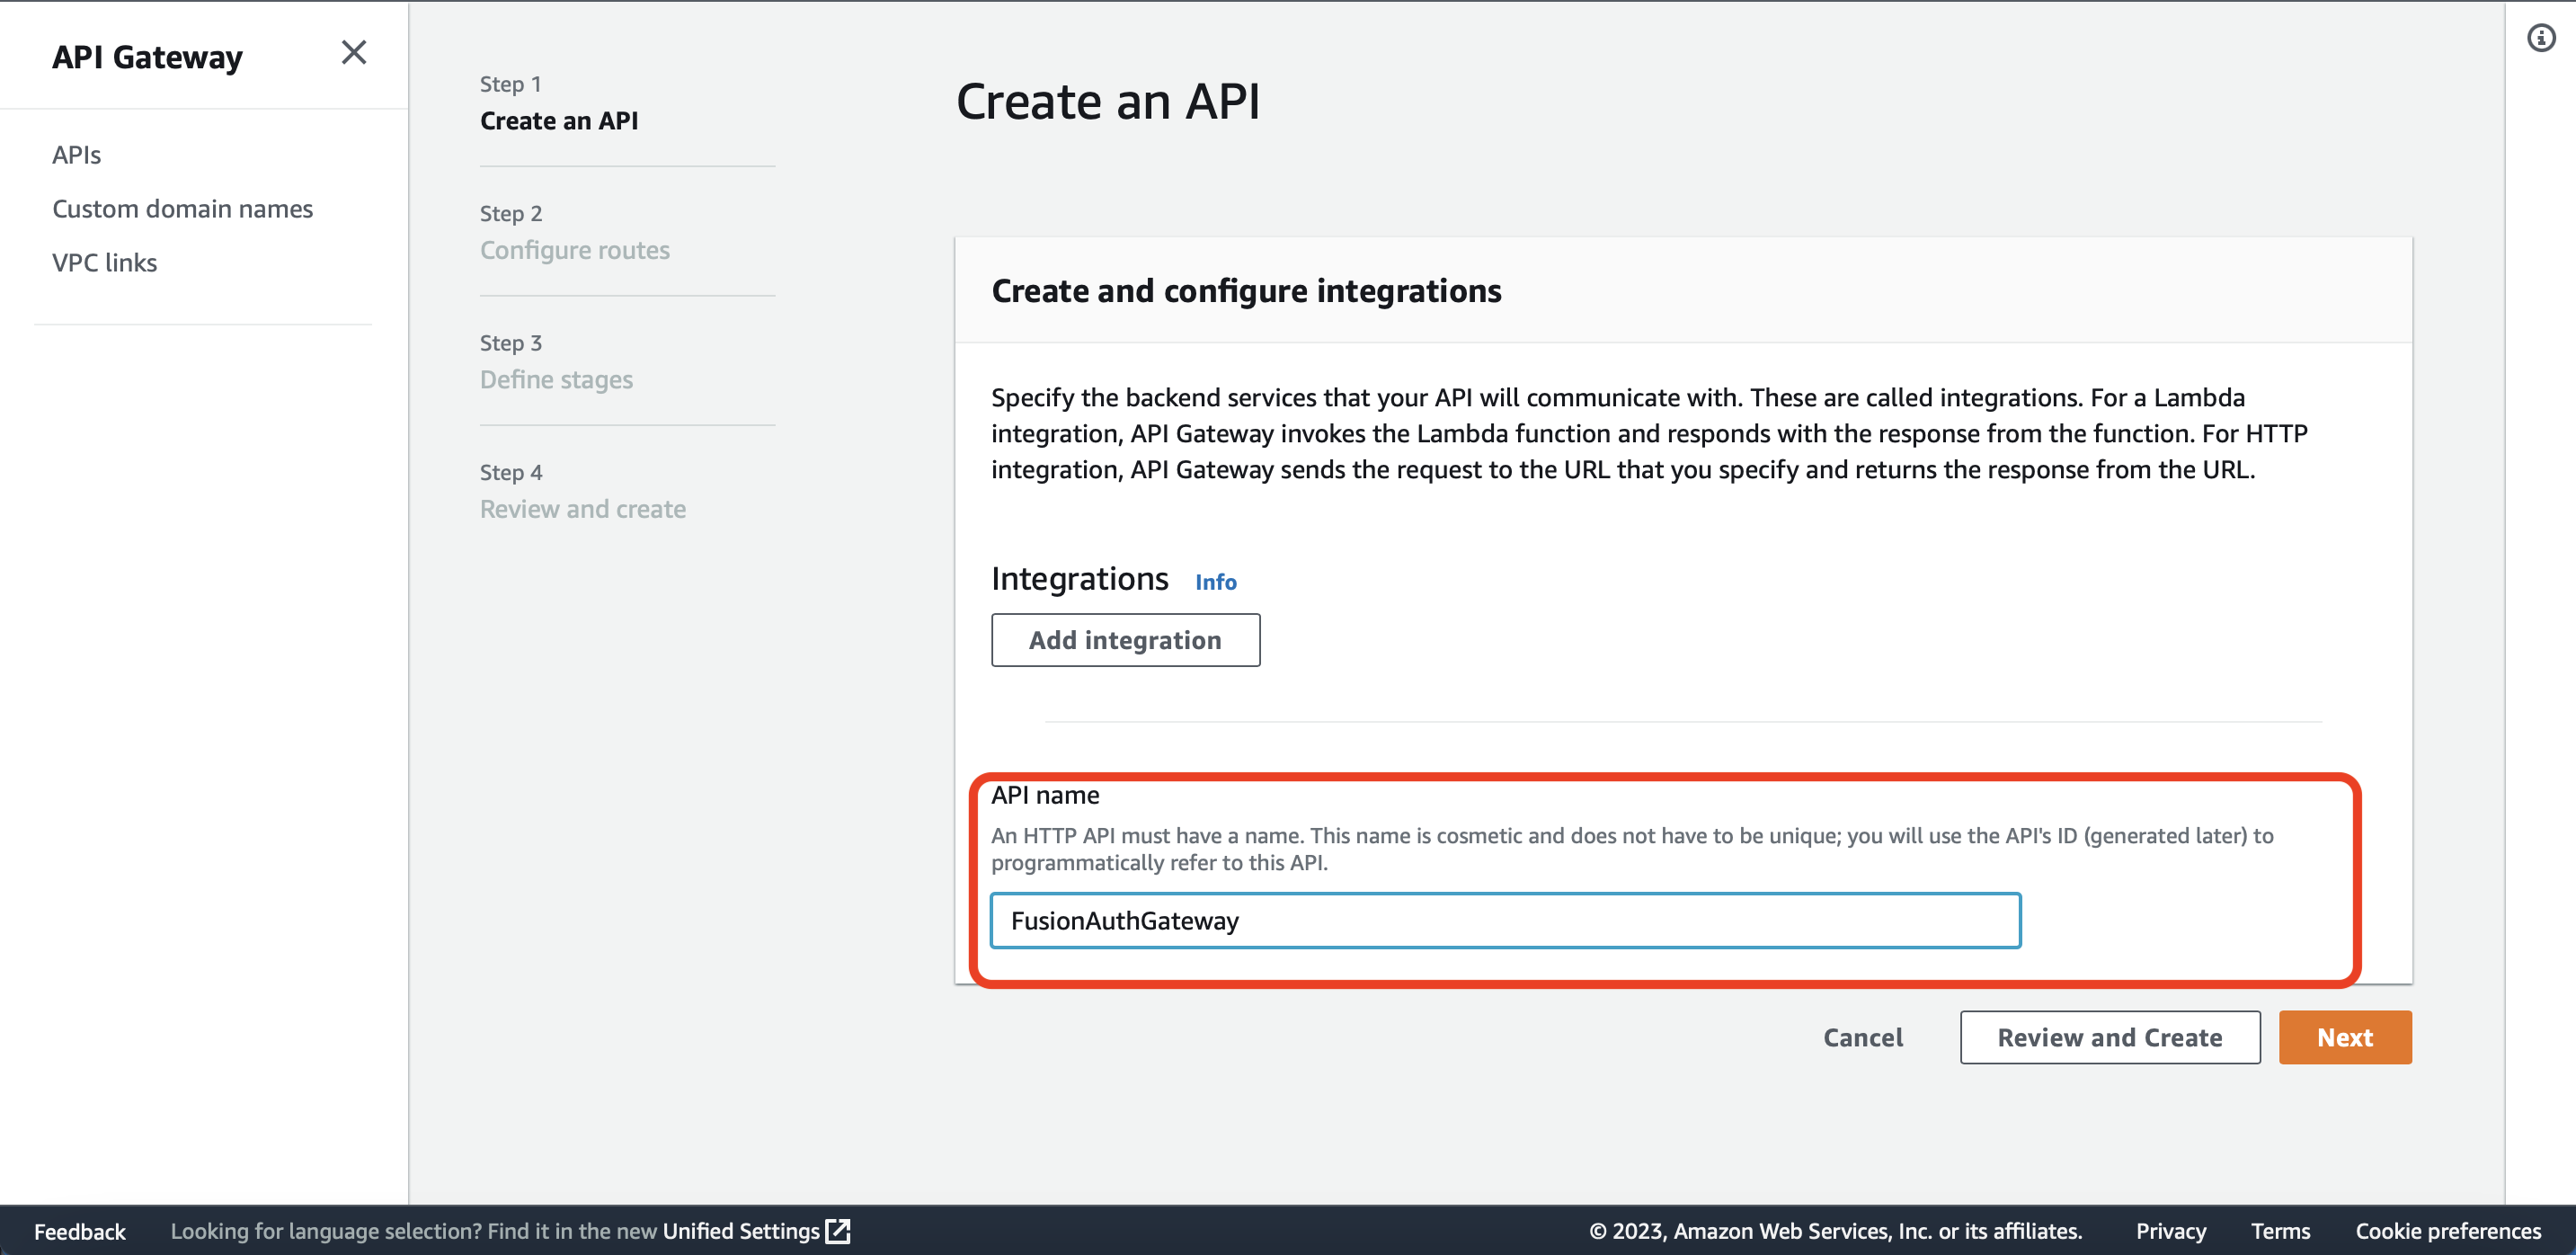 API Gateway
APIs
Custom domain names
VPC links
Step 1
Create an API
Step 2
Configure routes
Step 3
Define stages
Step 4
Review and create
Create an API
Create and configure integrations
Specify the backend services that your API will communicate with. These are called integrations. For a Lambda
integration, API Gateway invokes the Lambda function and responds with the response from the function. For HTTP
integration, API Gateway sends the request to the URL that you specify and returns the response from the URL.
Integrations Info
Add integration
API name
An HTTP API must have a name. This name is cosmetic and does not have to be unique; you will use the API's ID (generated later) to
programmatically refer to this API.
FusionAuthGateway
Cancel Review and Create Next
Feedback Looking for language selection? Find it in the new Unified Settings © 2023, Amazon Web Services, Inc. or its affiliates. Privacy Terms Cookie preferences